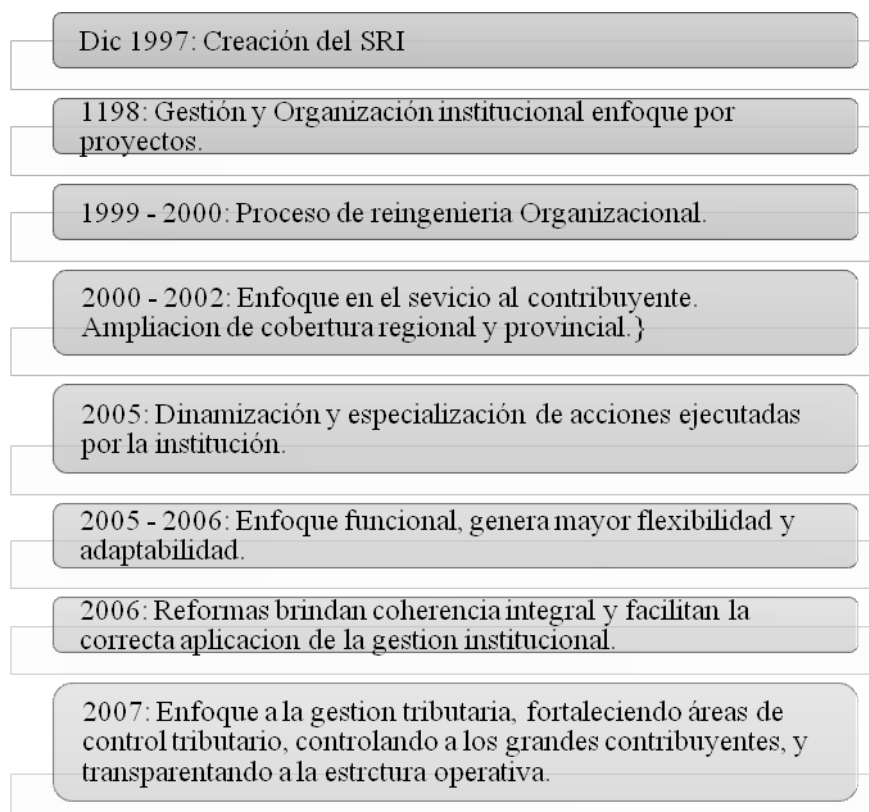 Dic 1997: Creación del SRI
1198: Gestión y Organización institucional enfoque por
proyectos.
1999 - 2000: Proceso de reingenieria Organizacional.
2000 - 2002: Enfoque en el sevicio al contribuyente.
Ampliacion de cobertura regional y provincial.}
2005: Dinamización y especialización de acciones ejecutadas
por la institución.
2005 - 2006: Enfoque funcional, genera mayor flexibilidad y
adaptabilidad.
2006: Reformas brindan coherencia integral y facilitan la
correcta aplicacion de la gestion institucional.
2007: Enfoque a la gestion tributaria, fortaleciendo áreas de
control tributario, controlando a los grandes contribuyentes, y
transparentando a la estrctura operativa.